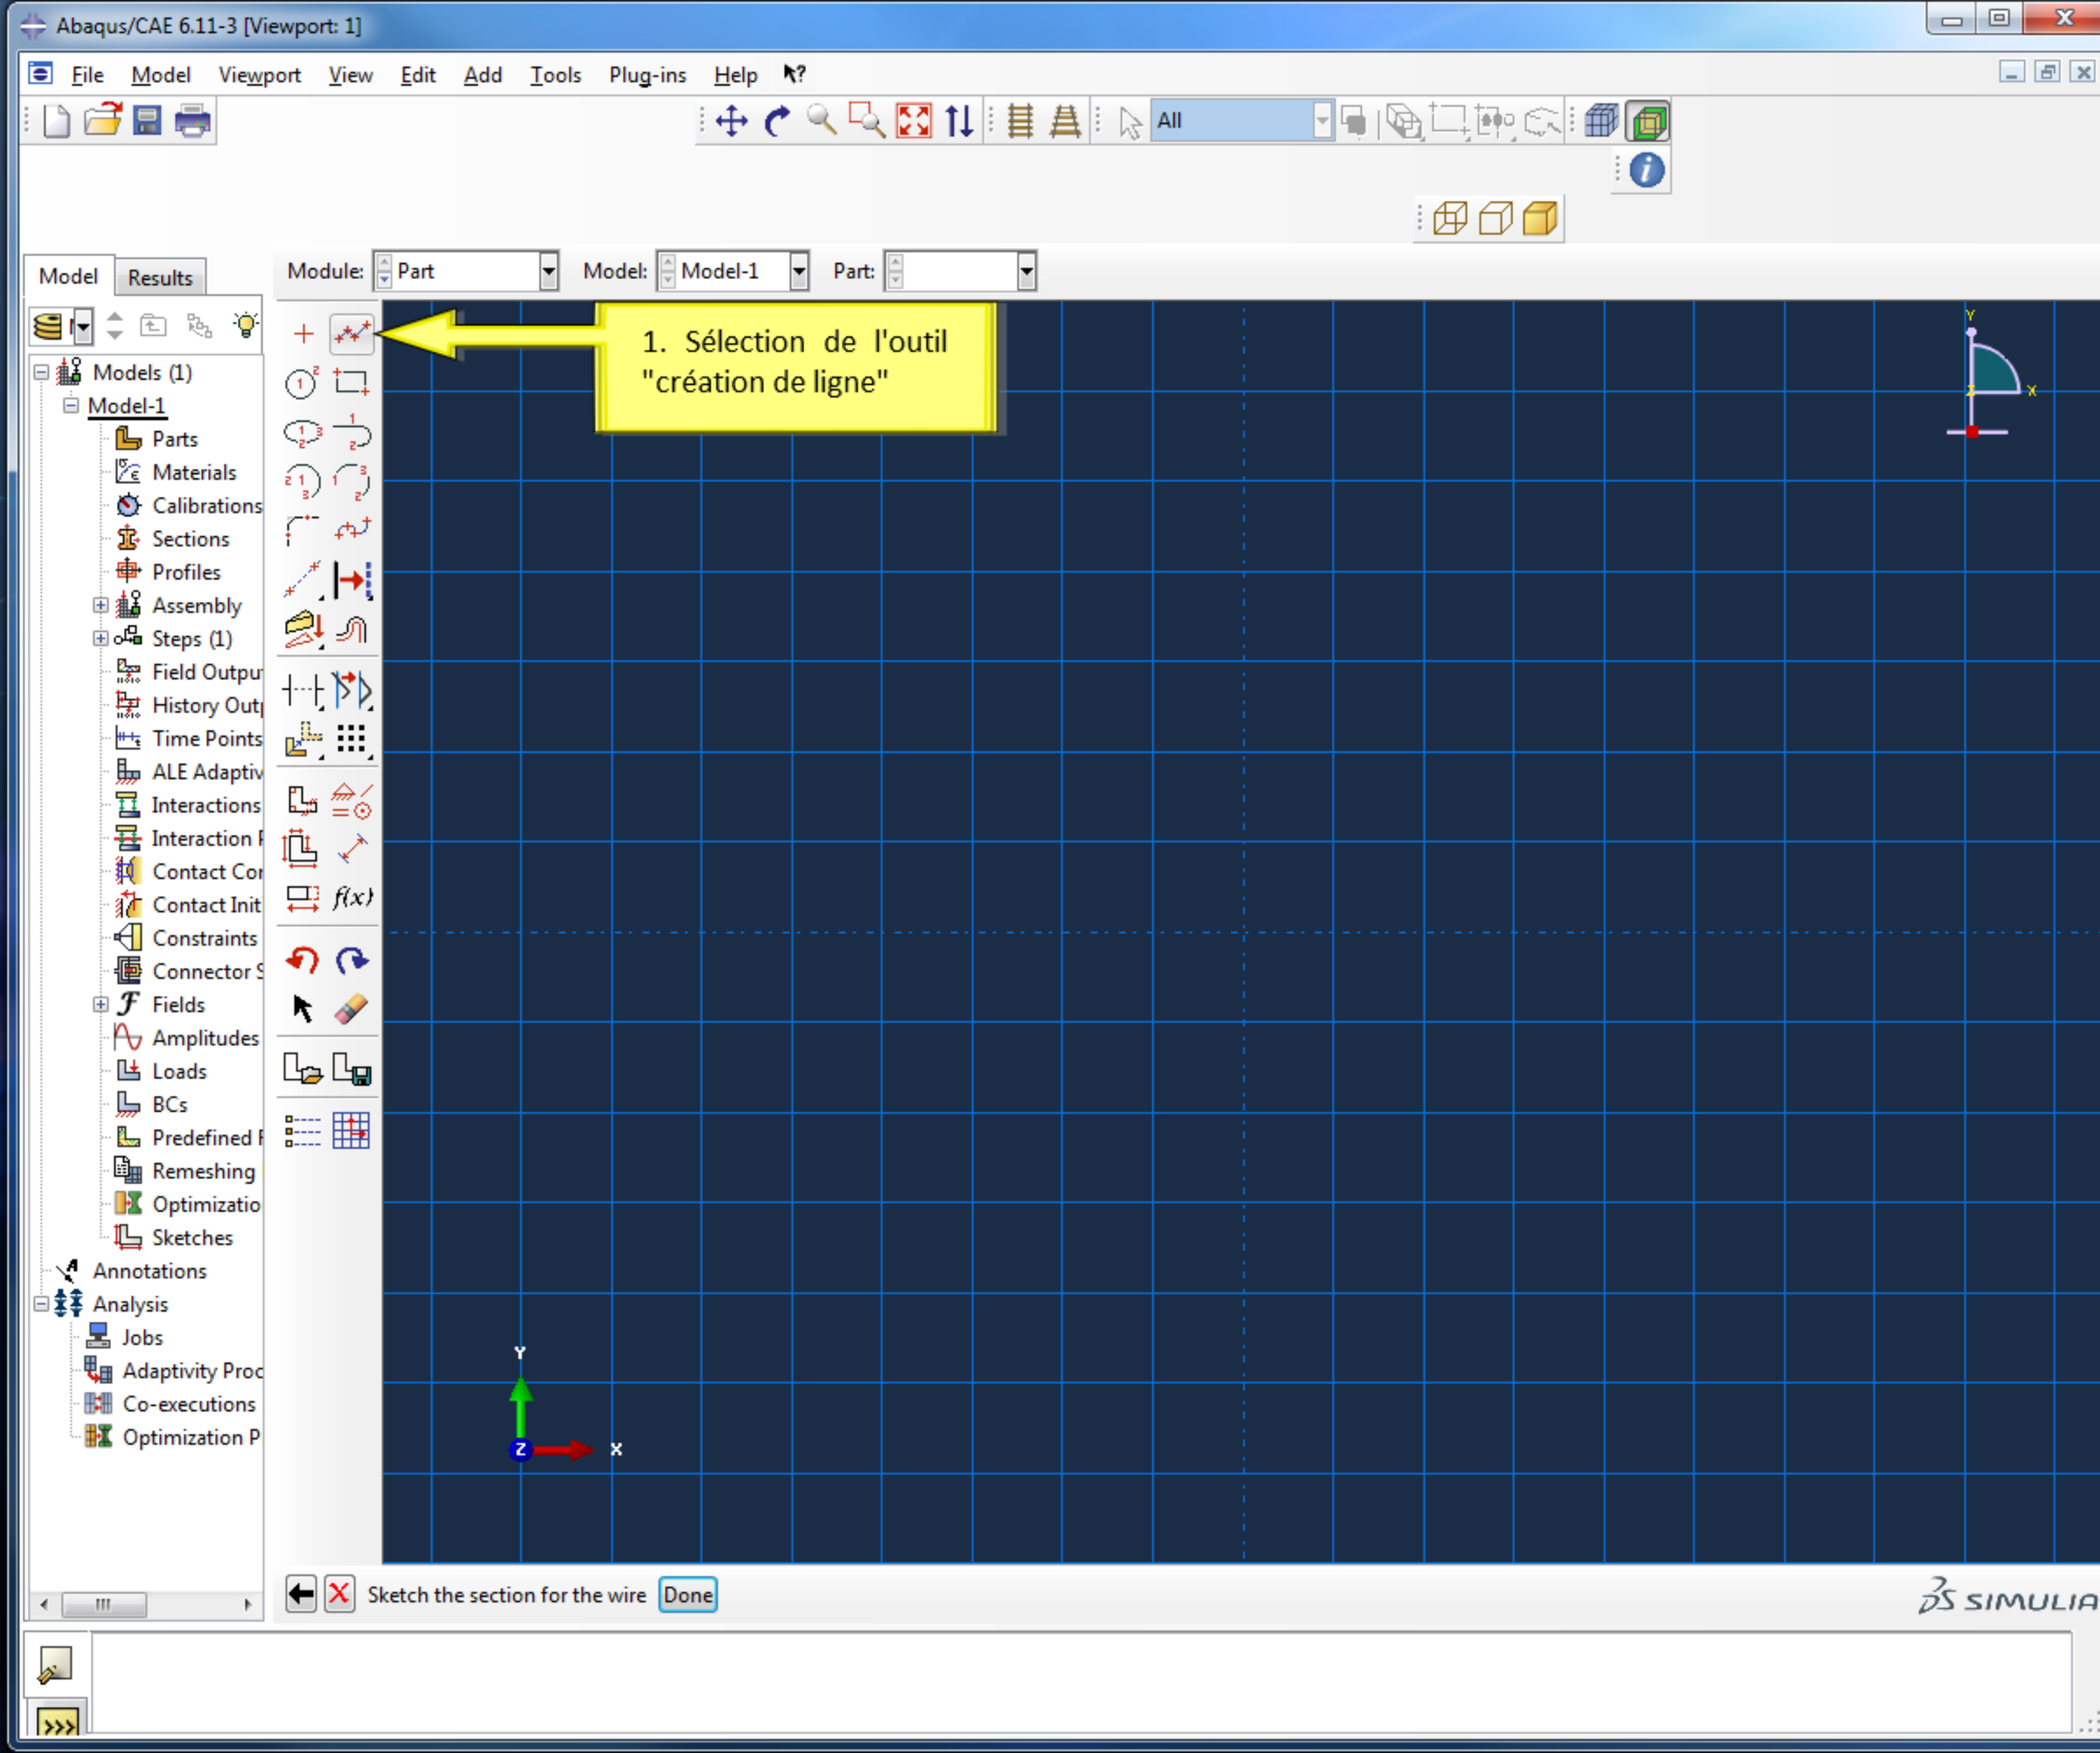 Abaqus/CAE 6.11-3 [Viewport: 1]
File Model Viewport View Edit Add Tools Plug-ins Help ?
All
i
Model Results
Module: Part Model: Model-1 Part:
1. Sélection de l'outil
"création de ligne"
Models (1)
Model-1
Parts
Materials
Calibrations
Sections
Profiles
Assembly
Steps (1)
Field Outpu
History Out
Time Points
ALE Adaptiv
Interactions
Interaction
Contact Cor
Contact Init
Constraints
Connector S
Fields
Amplitudes
Loads
BCs
Predefined F
Remeshing
Optimizatio
Sketches
Annotations
Analysis
Jobs
Adaptivity Proc
Co-executions
Optimization P
f(x)
Y
X
Y
Z
X
Sketch the section for the wire Done
SIMULIA
>>>